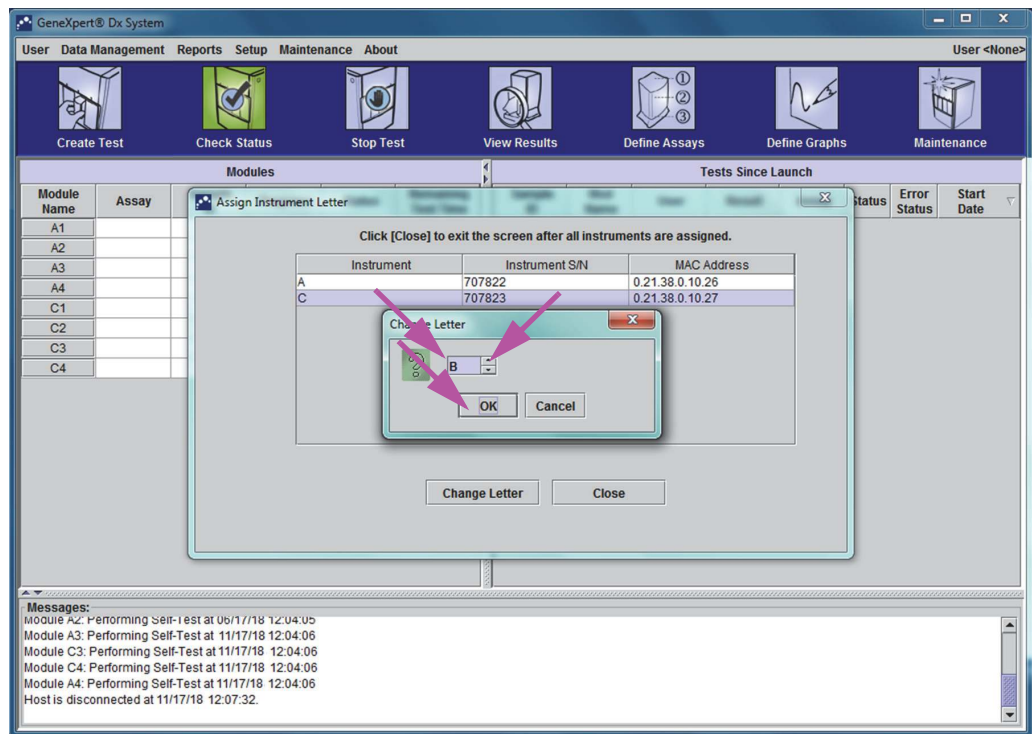 GeneXpert® Dx System
User Data Management Reports Setup Maintenance About User <None>
Create Test Check Status Stop Test View Results Define Assays Define Graphs Maintenance
Modules Tests Since Launch
Module Name Assay Status Error Status Start Date
A1
A2
A3
A4
C1
C2
C3
C4
Assign Instrument Letter
Click [Close] to exit the screen after all instruments are assigned.
Instrument Instrument S/N MAC Address
A 707822 0.21.38.0.10.26
C 707823 0.21.38.0.10.27
Change Letter
B
OK Cancel
Change Letter Close
Messages:
Module A2: Performing Self-Test at 06/17/18 12:04:05
Module A3: Performing Self-Test at 11/17/18 12:04:06
Module C3: Performing Self-Test at 11/17/18 12:04:06
Module C4: Performing Self-Test at 11/17/18 12:04:06
Module A4: Performing Self-Test at 11/17/18 12:04:06
Host is disconnected at 11/17/18 12:07:32.